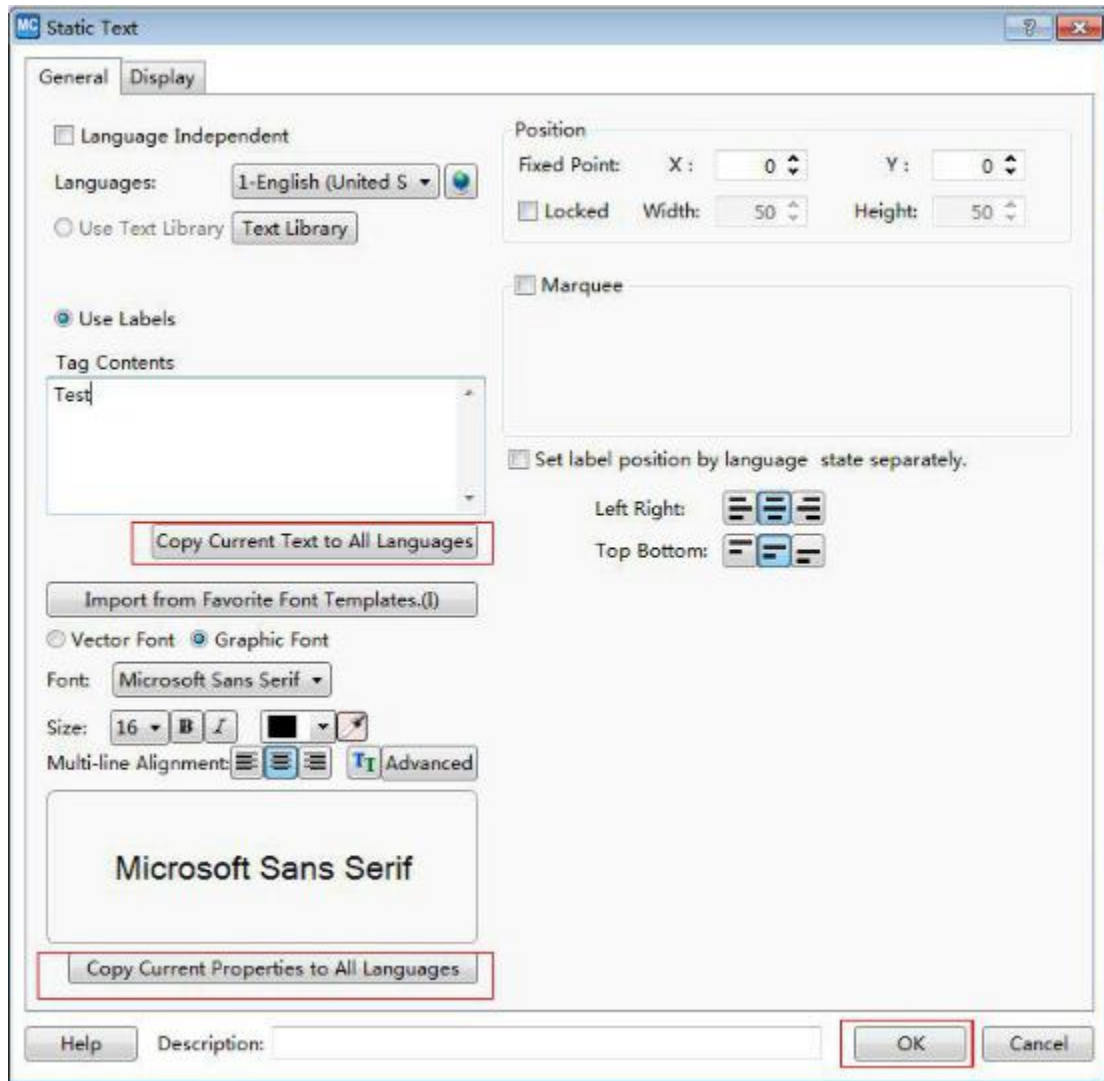 MC Static Text
General Display
Language Independent
Languages: 1-English (United S
Use Text Library Text Library
Use Labels
Tag Contents
Test
Copy Current Text to All Languages
Import from Favorite Font Templates.(I)
Vector Font Graphic Font
Font: Microsoft Sans Serif
Size: 16 B I
Multi-line Alignment: TI Advanced
Microsoft Sans Serif
Copy Current Properties to All Languages
Position
Fixed Point: X : 0 Y : 0
Locked Width: 50 Height: 50
Marquee
Set label position by language state separately.
Left Right:
Top Bottom:
Help Description: OK Cancel